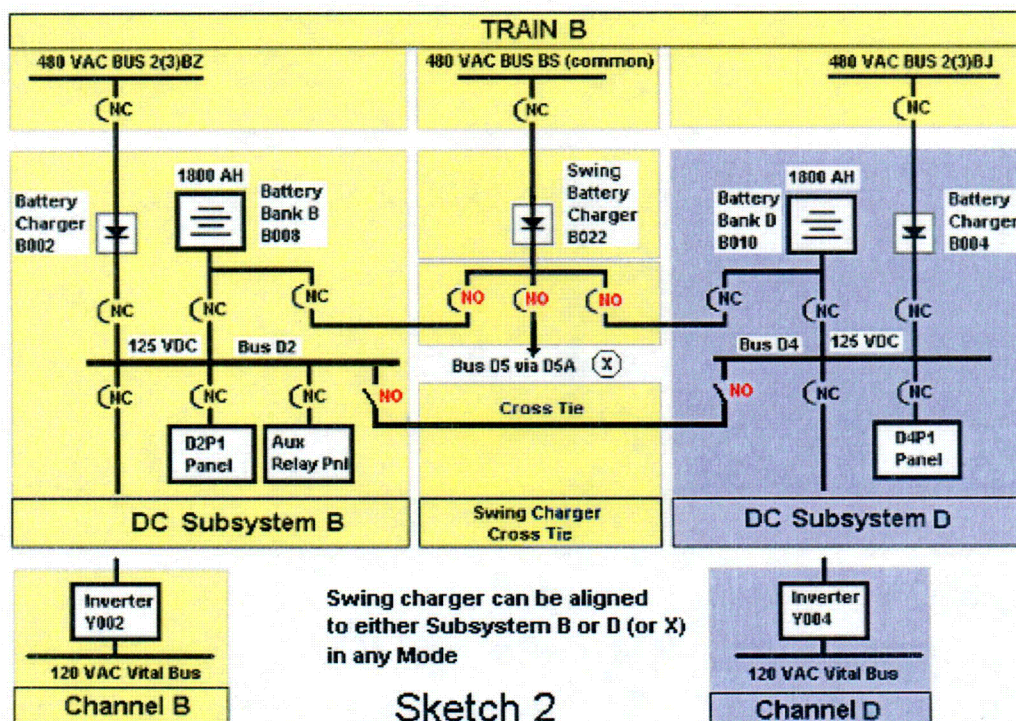 TRAIN B
480 VAC BUS 2(3)BZ
480 VAC BUS BS (common)
480 VAC BUS 2(3)BJ
NC
NC
NC
Battery
Charger
B002
1800 AH
Battery
Bank B
B008
Swing
Battery
Charger
B022
1800 AH
Battery
Bank D
B010
Battery
Charger
B004
NC
NC
NC
NO
NO
NO
NC
NC
NC
125 VDC
Bus D2
Bus D5 via D5A
X
Bus D4
125 VDC
NC
NC
NC
NO
Cross Tie
NO
NC
NC
D2P1
Panel
Aux
Relay Pnl
D4P1
Panel
DC Subsystem B
Swing Charger
Cross Tie
DC Subsystem D
Inverter
Y002
120 VAC Vital Bus
Channel B
Swing charger can be aligned
to either Subsystem B or D (or X)
in any Mode
Sketch 2
Inverter
Y004
120 VAC Vital Bus
Channel D